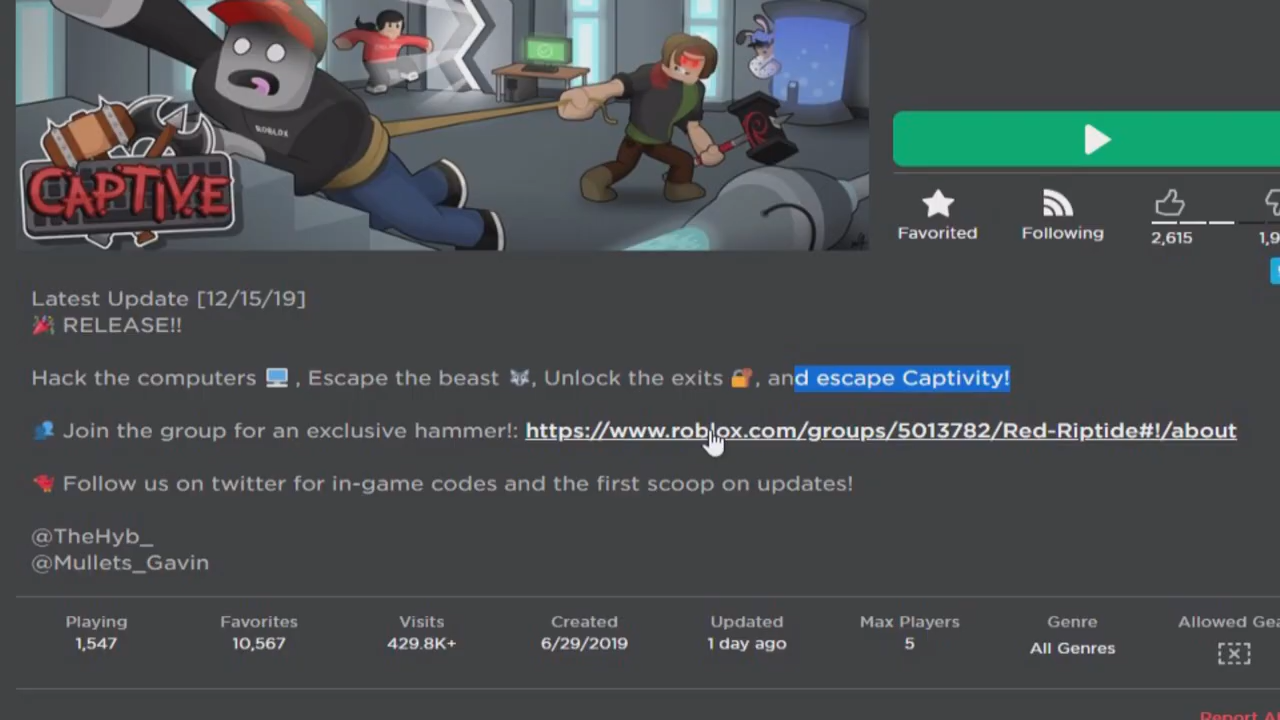 ROBLOX
CAPTIVE
Favorited
Following
2,615
Latest Update [12/15/19]
🎉 RELEASE!!
Hack the computers 🖥️ , Escape the beast 🐺, Unlock the exits 🔐, and escape Captivity!
👥 Join the group for an exclusive hammer!: https://www.roblox.com/groups/5013782/Red-Riptide#!/about
🐦 Follow us on twitter for in-game codes and the first scoop on updates!
@TheHyb_
@Mullets_Gavin
Playing Favorites Visits Created Updated Max Players Genre Allowed
1,547 10,567 429.8K+ 6/29/2019 1 day ago 5 All Genres
Report